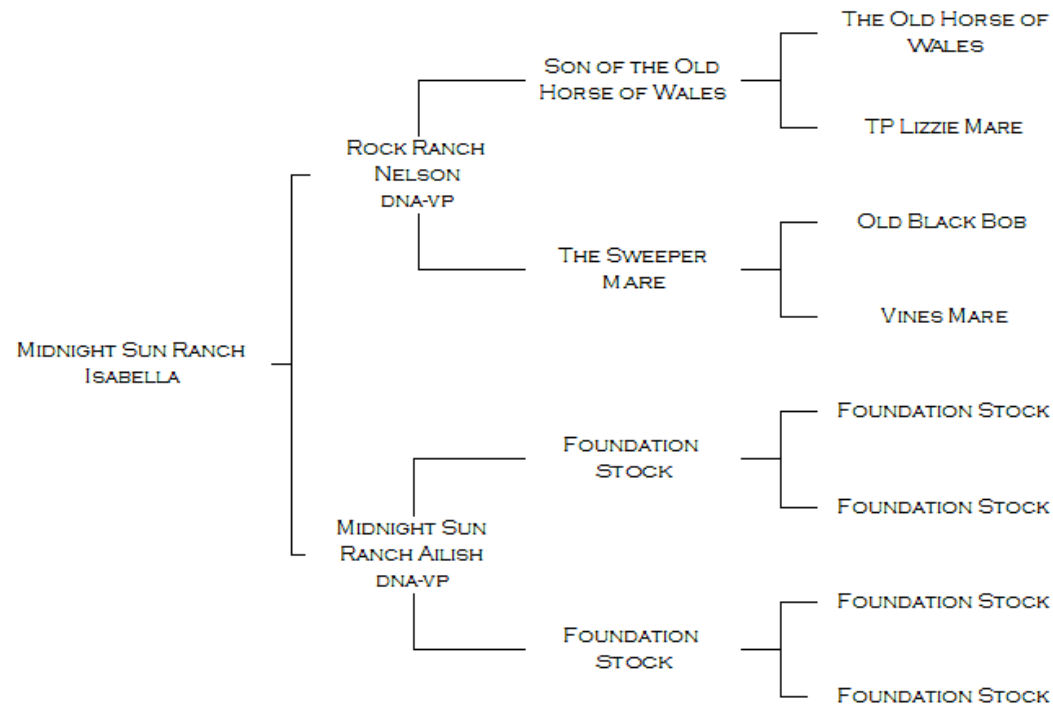 The Old Horse of
Wales
Son of the Old
Horse of Wales
TP Lizzie Mare
Rock Ranch
Nelson
DNA-VP
Old Black Bob
The Sweeper
Mare
Vines Mare
Midnight Sun Ranch
Isabella
Foundation Stock
Foundation
Stock
Foundation Stock
Midnight Sun
Ranch Ailish
DNA-VP
Foundation Stock
Foundation
Stock
Foundation Stock